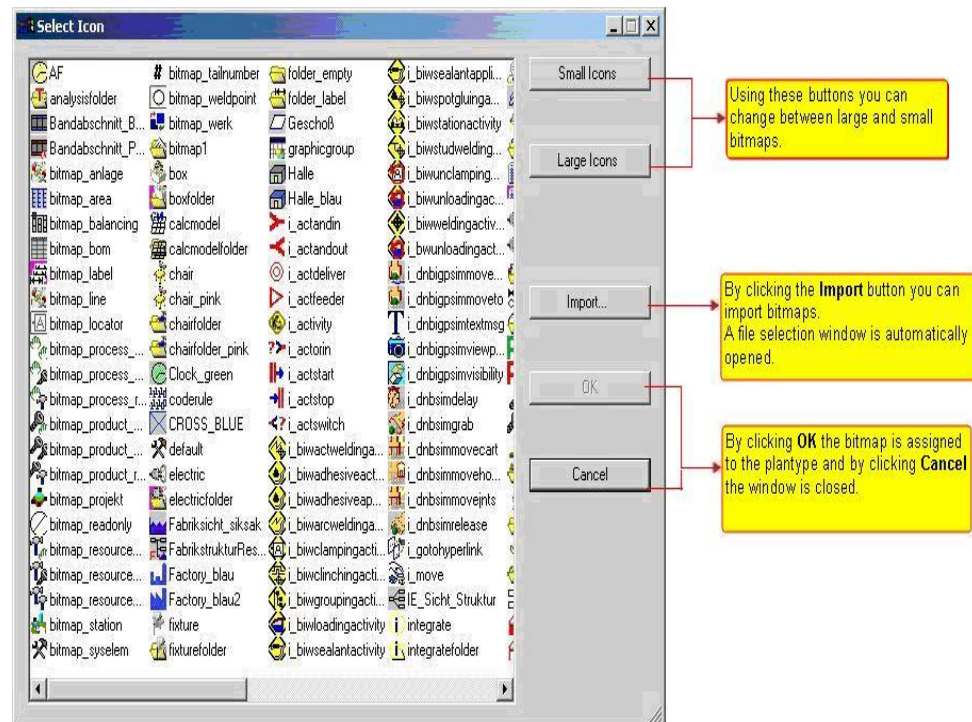 Select Icon
AF
analysisfolder
Bandabschnitt_B...
Bandabschnitt_P...
bitmap_anlage
bitmap_area
bitmap_balancing
bitmap_bom
bitmap_label
bitmap_line
bitmap_locator
bitmap_process_...
bitmap_process_...
bitmap_process_r...
bitmap_product_...
bitmap_product_...
bitmap_product_r...
bitmap_projekt
bitmap_readonly
bitmap_resource...
bitmap_resource...
bitmap_resource...
bitmap_station
bitmap_syselem
bitmap_tailnumber
bitmap_weldpoint
bitmap_werk
bitmap1
box
boxfolder
calcmodel
calcmodelfolder
chair
chair_pink
chairfolder
chairfolder_pink
Clock_green
coderule
CROSS_BLUE
default
electric
electricfolder
Fabriksicht_siksak
FabrikstrukturRes...
Factory_blau
Factory_blau2
fixture
fixturefolder
folder_empty
folder_label
Geschoß
graphicgroup
Halle
Halle_blau
i_actandin
i_actandout
i_actdeliver
i_actfeeder
i_activity
i_actorin
i_actstart
i_actstop
i_actswitch
i_biwactweldinga...
i_biwadhesiveact...
i_biwadhesiveap...
i_biwarcweldinga...
i_biwclampingacti...
i_biwclinchingacti...
i_biwgroupingacti...
i_biwloadingactivity
i_biwsealantactivity
i_biwsealantappli...
i_biwspotgluinga...
i_biwstationactivity
i_biwstudwelding...
i_biwunclamping...
i_biwunloadingac...
i_biwweldingactiv...
i_bwunloadingact...
i_dnbigpsimmove...
i_dnbigpsimmoveto
i_dnbigpsimtextmsg
i_dnbigpsimviewp...
i_dnbigpsimvisibility
i_dnbsimdelay
i_dnbsimgrab
i_dnbsimmovecart
i_dnbsimmoveho...
i_dnbsimmovejnts
i_dnbsimrelease
i_gotohyperlink
i_move
IE_Sicht_Struktur
integrate
integratefolder
Small Icons
Large Icons
Import...
OK
Cancel
Using these buttons you can
change between large and small
bitmaps.
By clicking the Import button you can
import bitmaps.
A file selection window is automatically
opened.
By clicking OK the bitmap is assigned
to the plantype and by clicking Cancel
the window is closed.